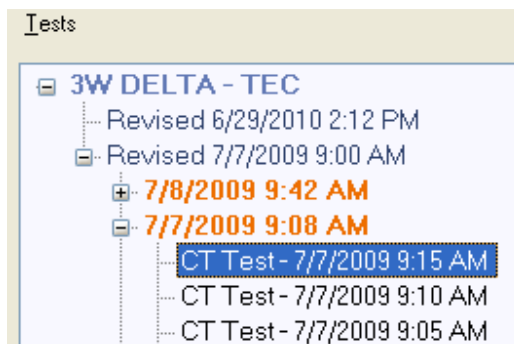 Tests
3W DELTA - TEC
Revised 6/29/2010 2:12 PM
Revised 7/7/2009 9:00 AM
7/8/2009 9:42 AM
7/7/2009 9:08 AM
CT Test - 7/7/2009 9:15 AM
CT Test - 7/7/2009 9:10 AM
CT Test - 7/7/2009 9:05 AM